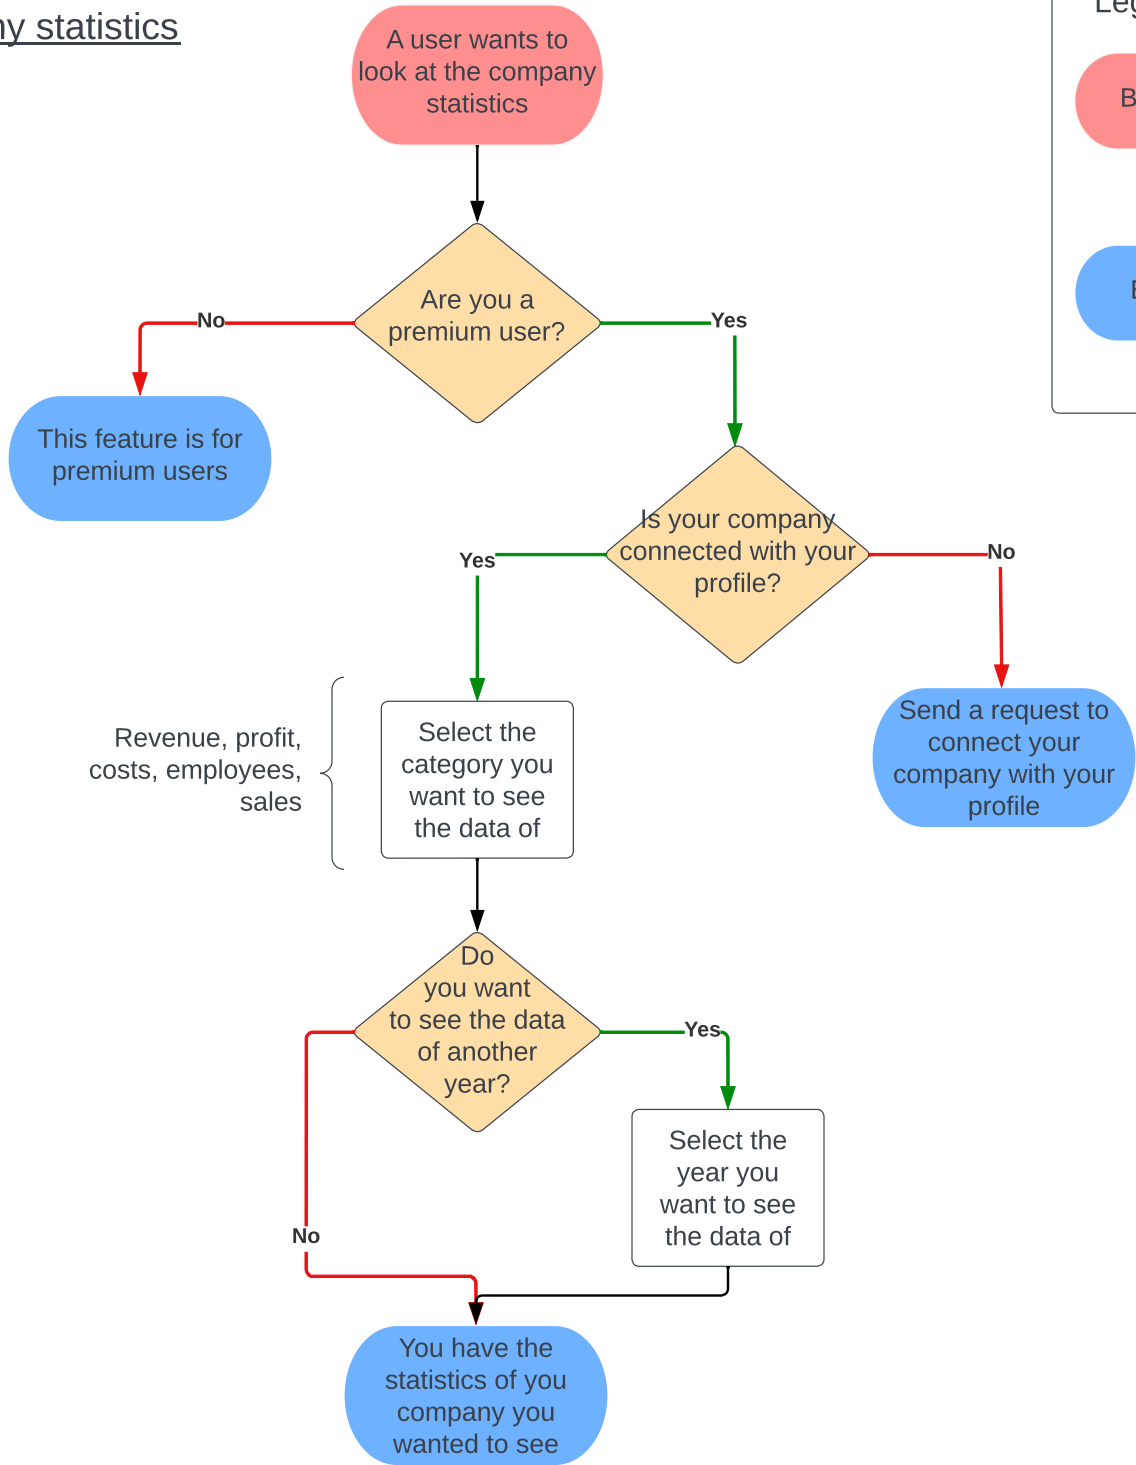 statistics
A user wants to
look at the company
statistics
Are you a
premium user?
No
Yes
This feature is for
premium users
Is your company
connected with your
profile?
Yes
No
Revenue, profit,
costs, employees,
sales
Select the
category you
want to see
the data of
Send a request to
connect your
company with your
profile
Do
you want
to see the data
of another
year?
Yes
Select the
year you
want to see
the data of
No
You have the
statistics of you
company you
wanted to see